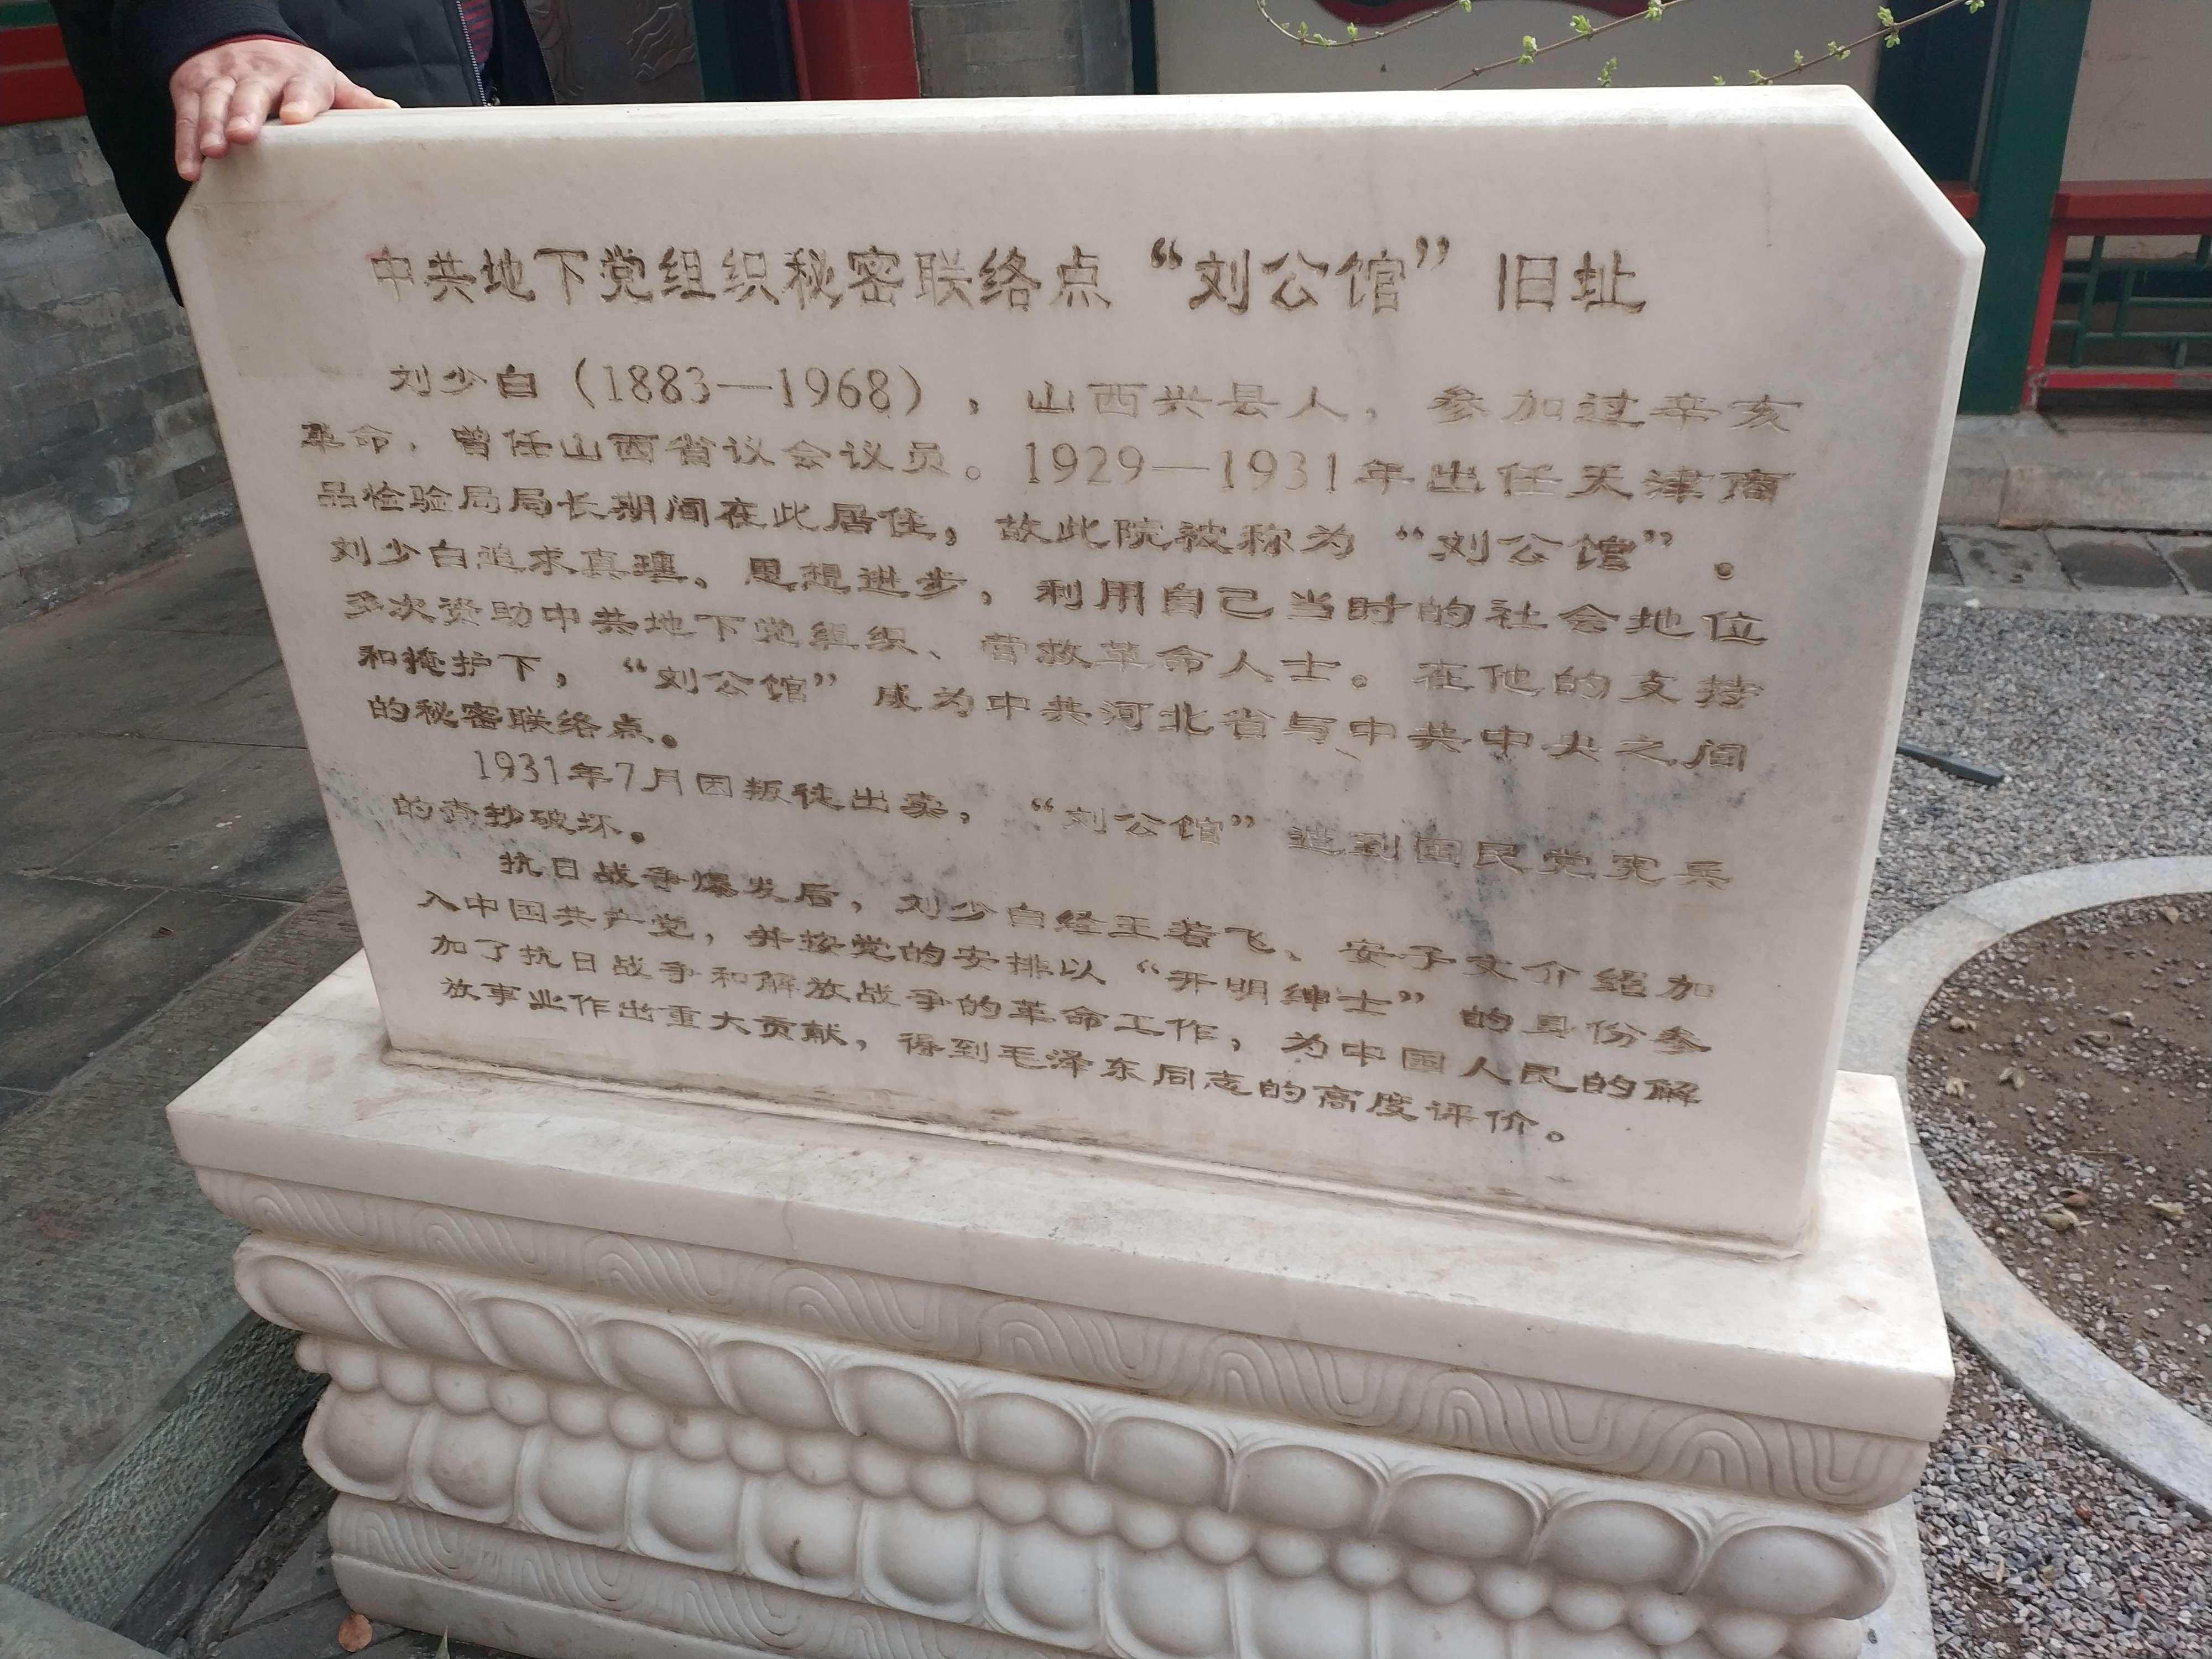 中共地下党组织秘密联络点“刘公馆”旧址
刘少白（1883—1968），山西兴县人，参加过辛亥
革命，曾任山西省议会议员。1929—1931年出任天津商
品检验局局长期间在此居住，故此院被称为“刘公馆”。
刘少白追求真理、思想进步，利用自己当时的社会地位
多次资助中共地下党组织、营救革命人士。在他的支持
和掩护下，“刘公馆”成为中共河北省与中共中央之间
的秘密联络点。
1931年7月因叛徒出卖，“刘公馆”遭到国民党宪兵
的查抄破坏。
抗日战争爆发后，刘少白经王若飞、安子文介绍加
入中国共产党，并按党的安排以“开明绅士”的身份参
加了抗日战争和解放战争的革命工作，为中国人民的解
放事业作出重大贡献，得到毛泽东同志的高度评价。